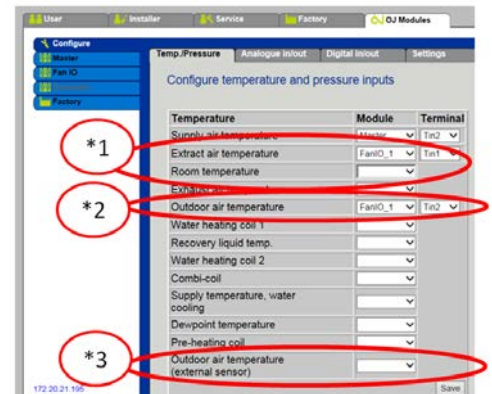 User Installer Service Factory OJ Modules
Configure
Master
Fan IO
Factory
Temp./Pressure Analogue in/out Digital in/out Settings
Configure temperature and pressure inputs
Temperature Module Terminal
Supply air temperature Master Tin2
*1
Extract air temperature FanIO_1 Tin1
Room temperature
Exhaust air temperature
*2
Outdoor air temperature FanIO_1 Tin2
Water heating coil 1
Recovery liquid temp.
Water heating coil 2
Combi-coil
Supply temperature, water
cooling
Dewpoint temperature
Pre-heating coil
*3
Outdoor air temperature
(external sensor)
172.20.21.195
Save